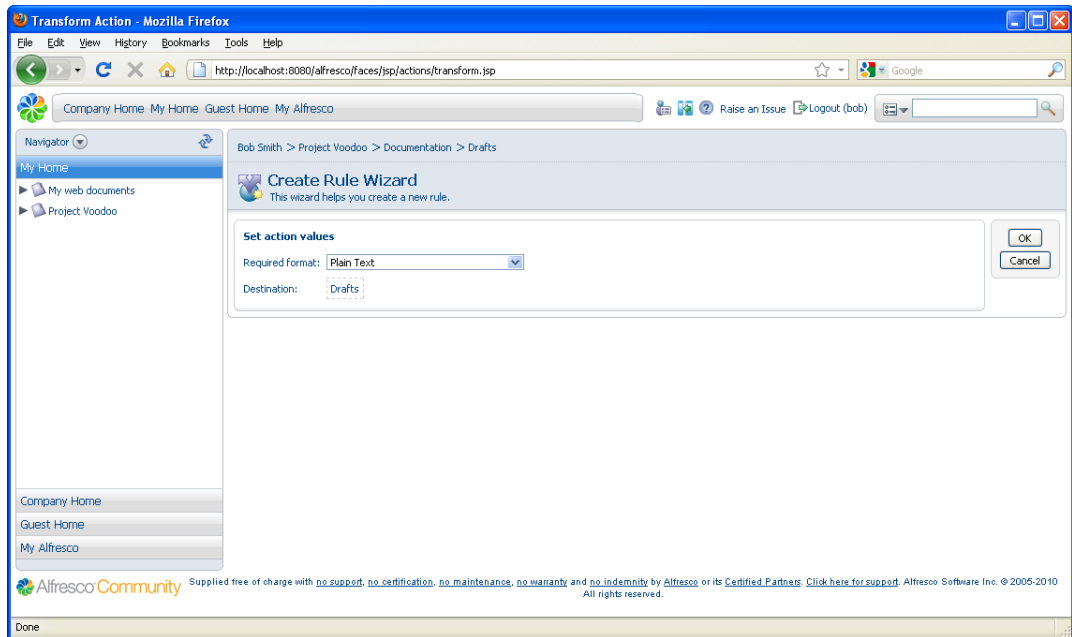 Transform Action - Mozilla Firefox
File Edit View History Bookmarks Tools Help
http://localhost:8080/alfresco/faces/jsp/actions/transform.jsp
Google
Company Home My Home Guest Home My Alfresco
Raise an Issue Logout (bob)
Navigator
My Home
My web documents
Project Voodoo
Bob Smith > Project Voodoo > Documentation > Drafts
Create Rule Wizard
This wizard helps you create a new rule.
Set action values
Required format: Plain Text
Destination: Drafts
OK
Cancel
Company Home
Guest Home
My Alfresco
Alfresco Community
Supplied free of charge with no support, no certification, no maintenance, no warranty and no indemnity by Alfresco or its Certified Partners. Click here for support. Alfresco Software Inc. © 2005-2010
All rights reserved.
Done